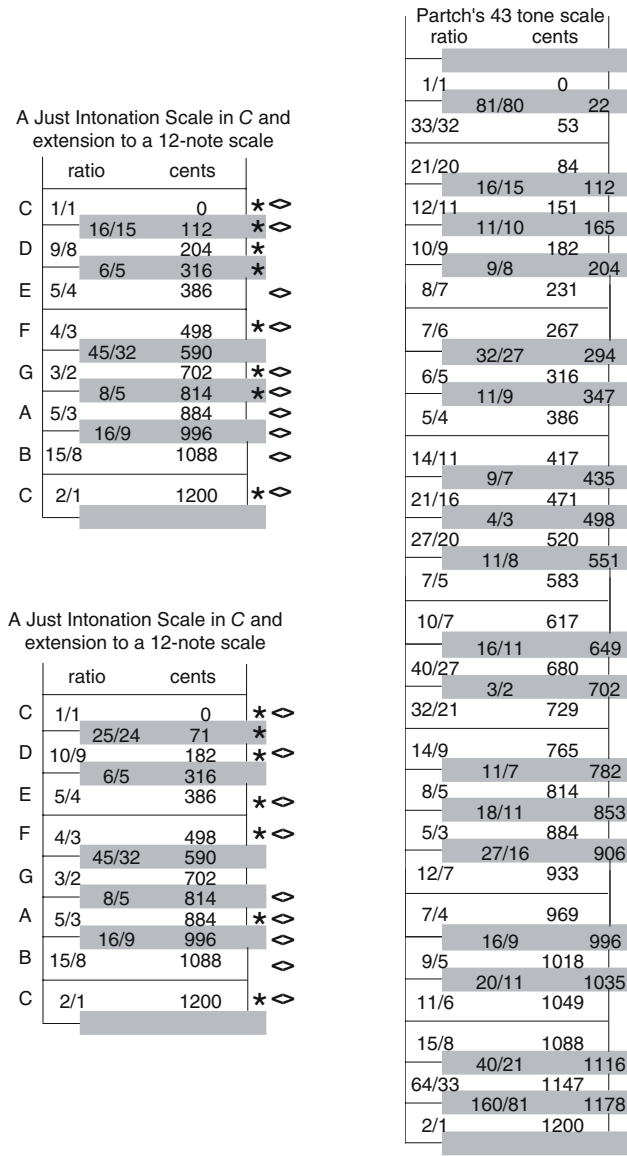 A Just Intonation Scale in C and
extension to a 12-note scale
ratio cents
C 1/1 0 * <>
16/15 112 * <>
D 9/8 204 *
6/5 316 *
E 5/4 386 <>
F 4/3 498 * <>
45/32 590
G 3/2 702 * <>
8/5 814 * <>
A 5/3 884 <>
16/9 996 <>
B 15/8 1088 <>
C 2/1 1200 * <>
A Just Intonation Scale in C and
extension to a 12-note scale
ratio cents
C 1/1 0 * <>
25/24 71 *
D 10/9 182 * <>
6/5 316
E 5/4 386 * <>
F 4/3 498 * <>
45/32 590
G 3/2 702
8/5 814 <>
A 5/3 884 * <>
16/9 996 <>
B 15/8 1088 <>
C 2/1 1200 * <>
Partch's 43 tone scale
ratio cents
1/1 0
81/80 22
33/32 53
21/20 84
16/15 112
12/11 151
11/10 165
10/9 182
9/8 204
8/7 231
7/6 267
32/27 294
6/5 316
11/9 347
5/4 386
14/11 417
9/7 435
21/16 471
4/3 498
27/20 520
11/8 551
7/5 583
10/7 617
16/11 649
40/27 680
3/2 702
32/21 729
14/9 765
11/7 782
8/5 814
18/11 853
5/3 884
27/16 906
12/7 933
7/4 969
16/9 996
9/5 1018
20/11 1035
11/6 1049
15/8 1088
40/21 1116
64/33 1147
160/81 1178
2/1 1200